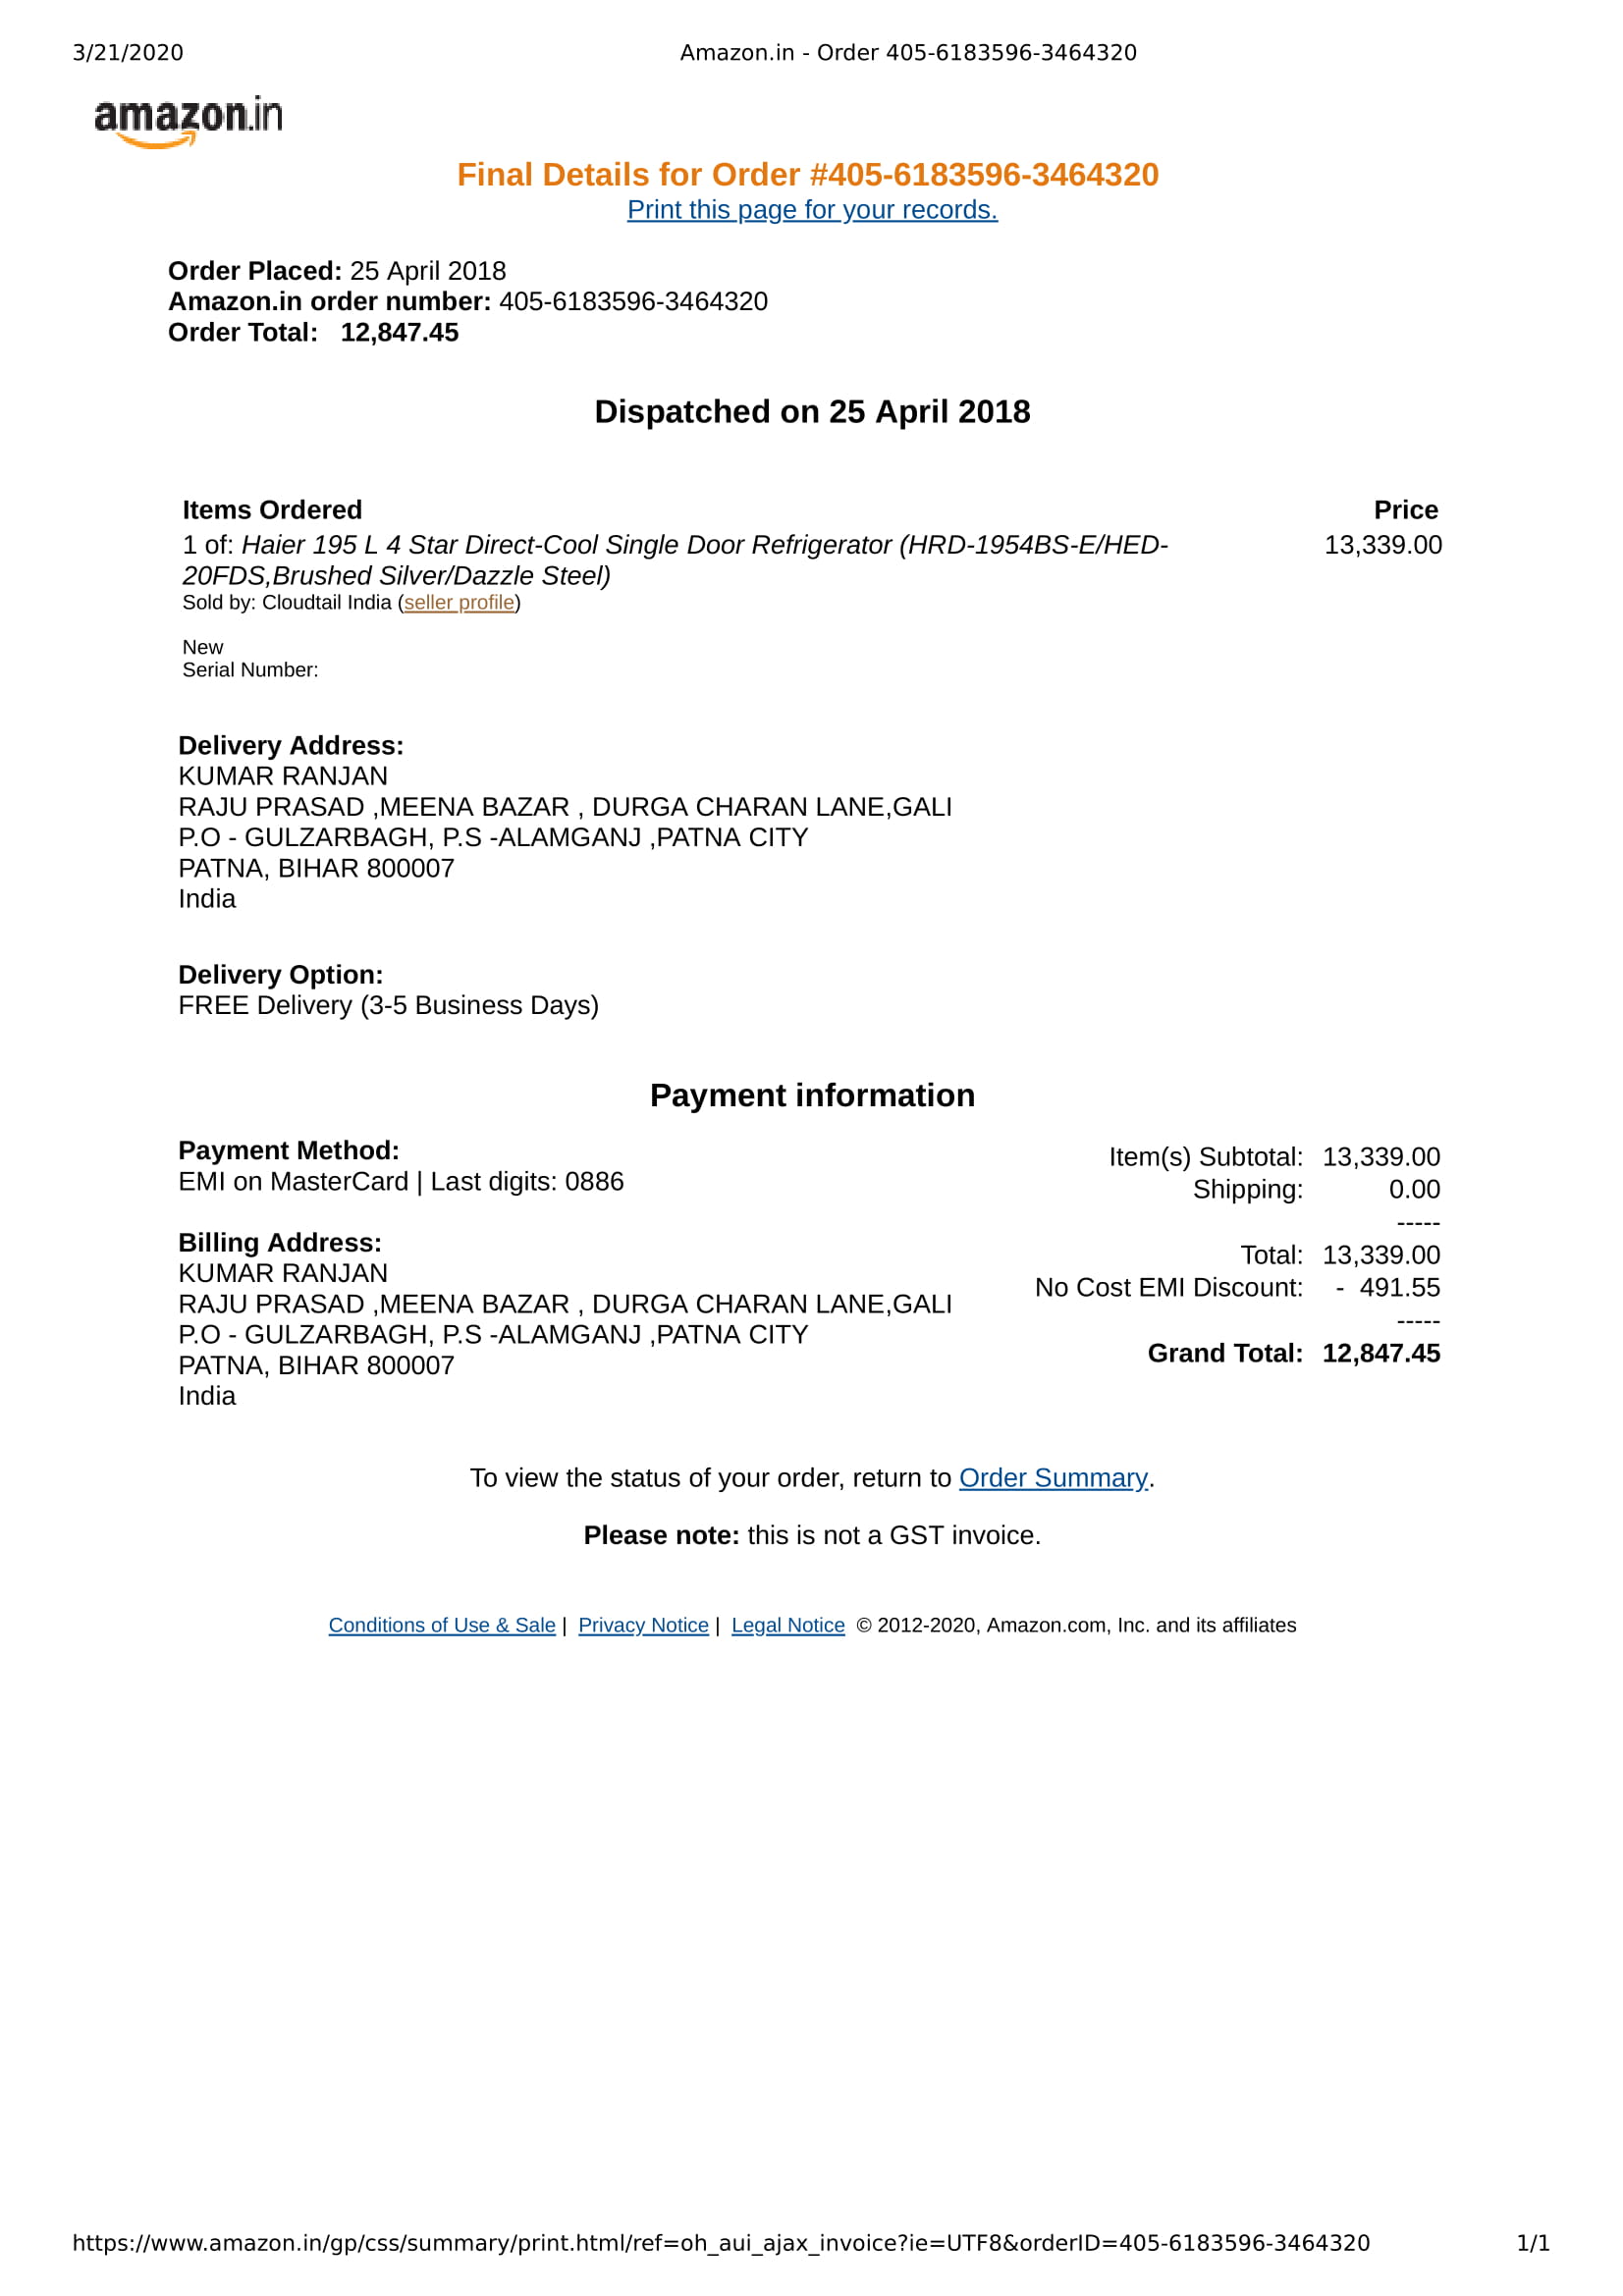 3/21/2020 Amazon.in - Order 405-6183596-3464320
amazon.in
Final Details for Order #405-6183596-3464320
Print this page for your records.
Order Placed: 25 April 2018
Amazon.in order number: 405-6183596-3464320
Order Total: 12,847.45
Dispatched on 25 April 2018
Items Ordered Price
1 of: Haier 195 L 4 Star Direct-Cool Single Door Refrigerator (HRD-1954BS-E/HED- 13,339.00
20FDS,Brushed Silver/Dazzle Steel)
Sold by: Cloudtail India (seller profile)
New
Serial Number:
Delivery Address:
KUMAR RANJAN
RAJU PRASAD ,MEENA BAZAR , DURGA CHARAN LANE,GALI
P.O - GULZARBAGH, P.S -ALAMGANJ ,PATNA CITY
PATNA, BIHAR 800007
India
Delivery Option:
FREE Delivery (3-5 Business Days)
Payment information
Payment Method:
EMI on MasterCard | Last digits: 0886
Billing Address:
KUMAR RANJAN
RAJU PRASAD ,MEENA BAZAR , DURGA CHARAN LANE,GALI
P.O - GULZARBAGH, P.S -ALAMGANJ ,PATNA CITY
PATNA, BIHAR 800007
India
Item(s) Subtotal: 13,339.00
Shipping: 0.00
-----
Total: 13,339.00
No Cost EMI Discount: - 491.55
-----
Grand Total: 12,847.45
To view the status of your order, return to Order Summary.
Please note: this is not a GST invoice.
Conditions of Use & Sale | Privacy Notice | Legal Notice © 2012-2020, Amazon.com, Inc. and its affiliates
https://www.amazon.in/gp/css/summary/print.html/ref=oh_aui_ajax_invoice?ie=UTF8&orderID=405-6183596-3464320 1/1